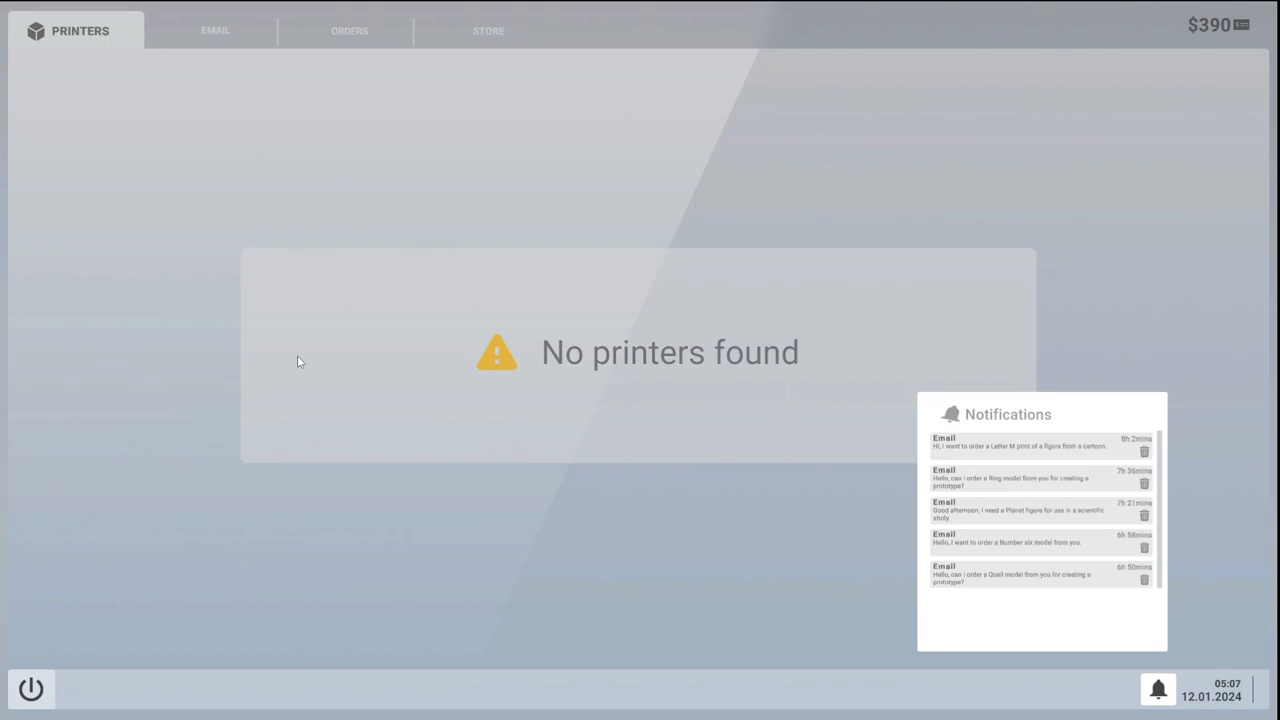 PRINTERS
EMAIL
ORDERS
STORE
$390
No printers found
Notifications
Email
8h 2mins
Hi, I want to order a Letter M print of a figure from a cartoon.
Email
7h 36mins
Hello, can I order a Ring model from you for creating a
prototype?
Email
7h 21mins
Good afternoon, I need a Planet figure for use in a scientific
study.
Email
6h 58mins
Hello, I want to order a Number six model from you.
Email
6h 50mins
Hello, can I order a Quail model from you for creating a
prototype?
05:07
12.01.2024